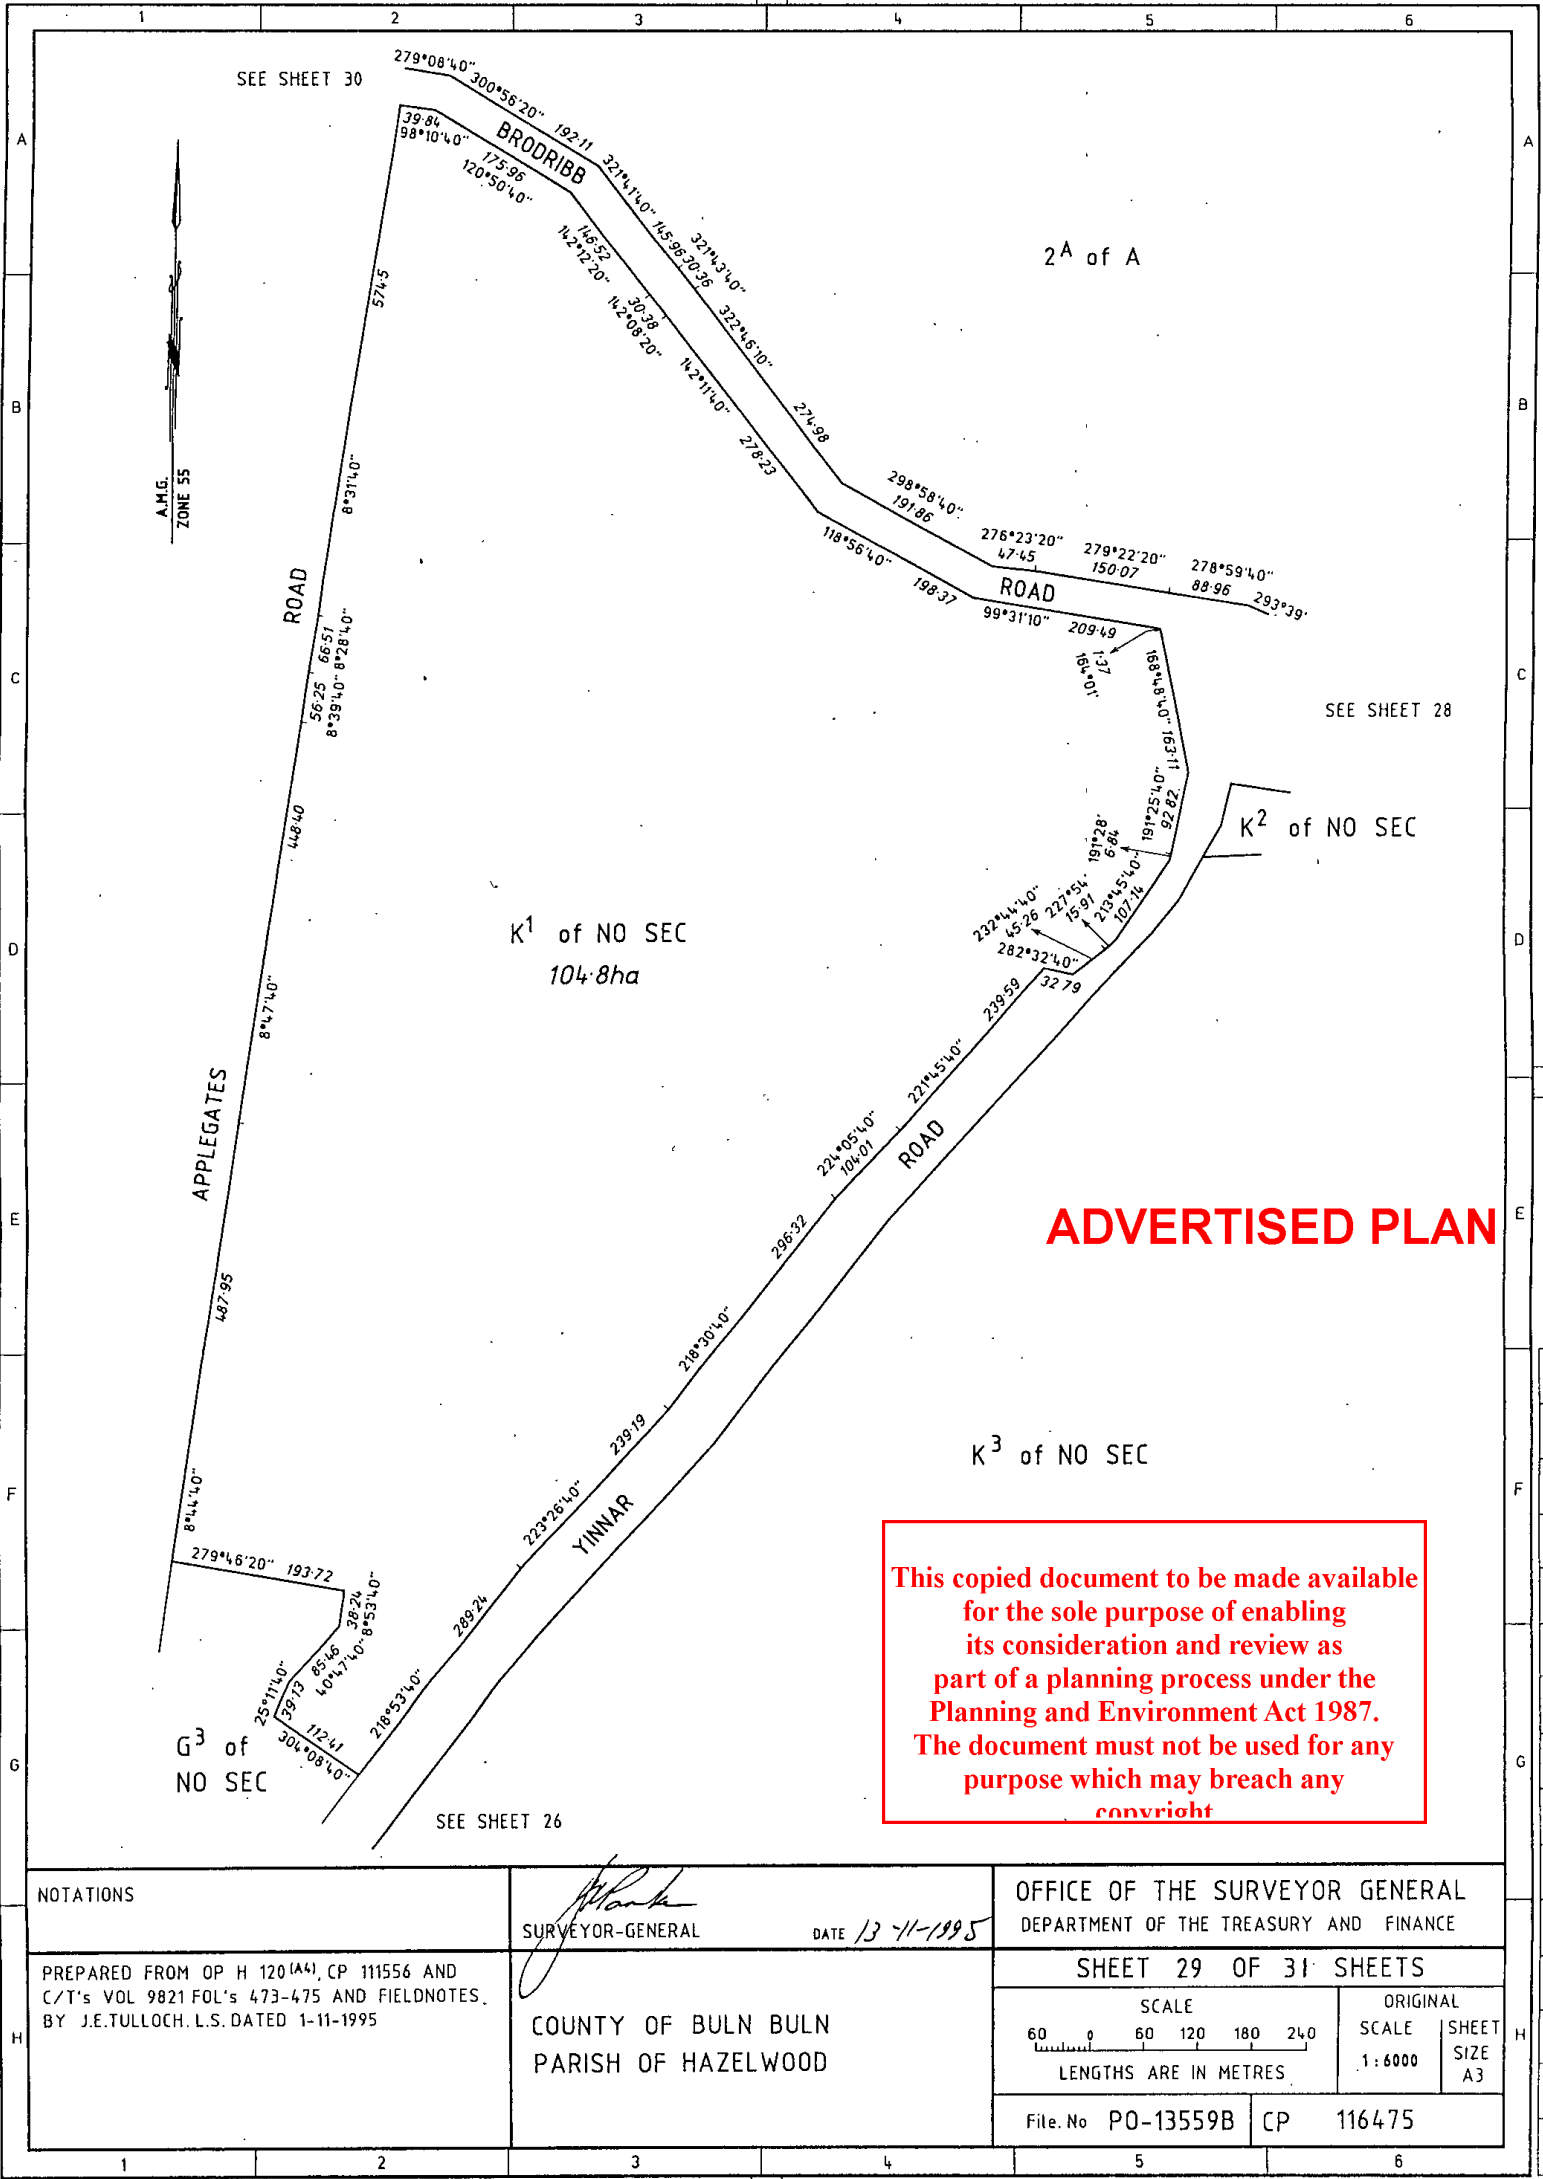 1 2 3 4 5 6
A
B
C
D
E
F
G
H
A
B
C
D
E
F
G
H
SEE SHEET 30
279°08'40"
300°56'20" 192·11
39·84
98°10'40"
BRODRIBB
175·96
120°50'40"
321°41'40" 145·96
321°43'40"
30·36
146·52
142°12'20"
30·38
142°08'20"
322°46'10"
274·98
142°11'40"
278·23
2A of A
574·5
8°31'40"
A.M.G.
ZONE 55
298°58'40"
191·86
118°56'40"
198·37
276°23'20"
47·45
279°22'20"
150·07
278°59'40"
88·96
293°39'
ROAD
99°31'10" 209·49
1·37
164°01'
168°48'40" 163·11
ROAD
66·51
8°28'40"
56·25
8°39'40"
SEE SHEET 28
191°25'40"
92 82
191°28'
6·84
K2 of NO SEC
448·40
213°45'40"
107·14
227°54'
15·91
232°44'40"
45·26
282°32'40"
32 79
K1 of NO SEC
104·8ha
8°47'40"
239·59
221°45'40"
ROAD
APPLEGATES
224°05'40"
104·01
ADVERTISED PLAN
296·32
218°30'40"
487·95
239·19
223°26'40"
YINNAR
K3 of NO SEC
8°44'40"
279°46'20" 193·72
38·24
8°53'40"
85·46
40°47'40"
25°11'40"
39·13
112·41
304°08'40"
289·24
218°53'40"
G3 of
NO SEC
SEE SHEET 26
This copied document to be made available
for the sole purpose of enabling
its consideration and review as
part of a planning process under the
Planning and Environment Act 1987.
The document must not be used for any
purpose which may breach any
copyright
NOTATIONS
SURVEYOR-GENERAL DATE 13-11-1995
OFFICE OF THE SURVEYOR GENERAL
DEPARTMENT OF THE TREASURY AND FINANCE
PREPARED FROM OP H 120(A4), CP 111556 AND
C/T's VOL 9821 FOL's 473-475 AND FIELDNOTES.
BY J.E.TULLOCH. L.S. DATED 1-11-1995
COUNTY OF BULN BULN
PARISH OF HAZELWOOD
SHEET 29 OF 31 SHEETS
SCALE
60 0 60 120 180 240
LENGTHS ARE IN METRES
ORIGINAL
SCALE
1:6000
SHEET
SIZE
A3
File. No PO-13559B
CP 116475
1 2 3 4 5 6